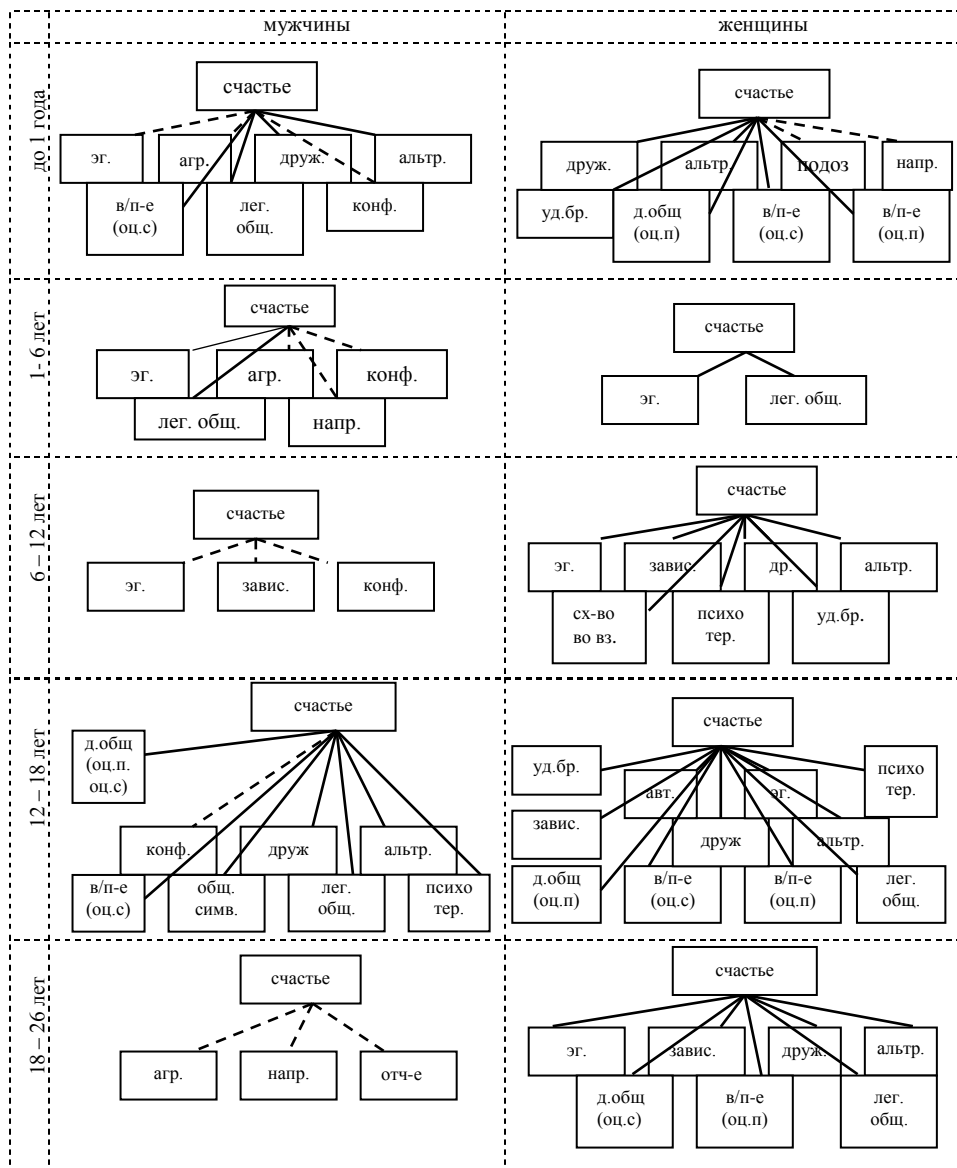 мужчины
женщины
до 1 года
счастье
эг.
агр.
друж.
альтр.
в/п-е
(оц.с)
лег.
общ.
конф.
счастье
друж.
альтр.
подоз
напр.
уд.бр.
д.общ
(оц.п)
в/п-е
(оц.с)
в/п-е
(оц.п)
1- 6 лет
счастье
эг.
агр.
конф.
лег. общ.
напр.
счастье
эг.
лег. общ.
6 – 12 лет
счастье
эг.
завис.
конф.
счастье
эг.
завис.
др.
альтр.
сх-во
во вз.
психо
тер.
уд.бр.
12 – 18 лет
счастье
д.общ
(оц.п.
оц.с)
конф.
друж
альтр.
в/п-е
(оц.с)
общ.
симв.
лег.
общ.
психо
тер.
счастье
уд.бр.
психо
тер.
авт.
эг.
завис.
друж
альтр.
д.общ
(оц.п)
в/п-е
(оц.с)
в/п-е
(оц.п)
лег.
общ.
18 – 26 лет
счастье
агр.
напр.
отч-е
счастье
эг.
завис.
друж.
альтр.
д.общ
(оц.с)
в/п-е
(оц.п)
лег.
общ.